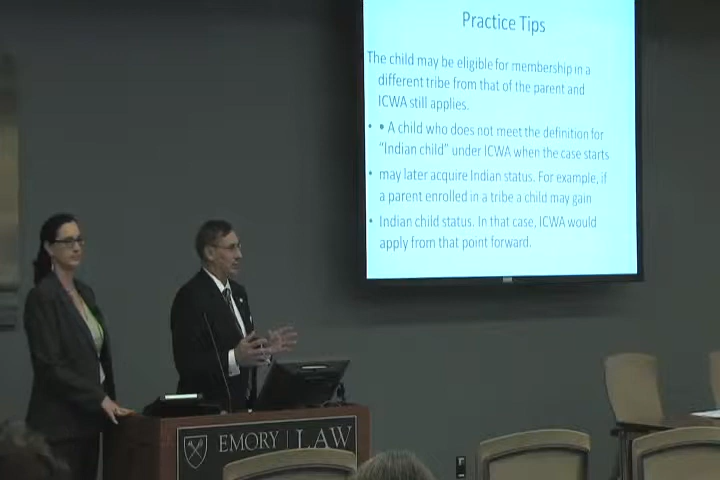 Practice Tips
The child may be eligible for membership in a
different tribe from that of the parent and
ICWA still applies.
• • A child who does not meet the definition for
"Indian child" under ICWA when the case starts
• may later acquire Indian status. For example, if
a parent enrolled in a tribe a child may gain
• Indian child status. In that case, ICWA would
apply from that point forward.
EMORY | LAW